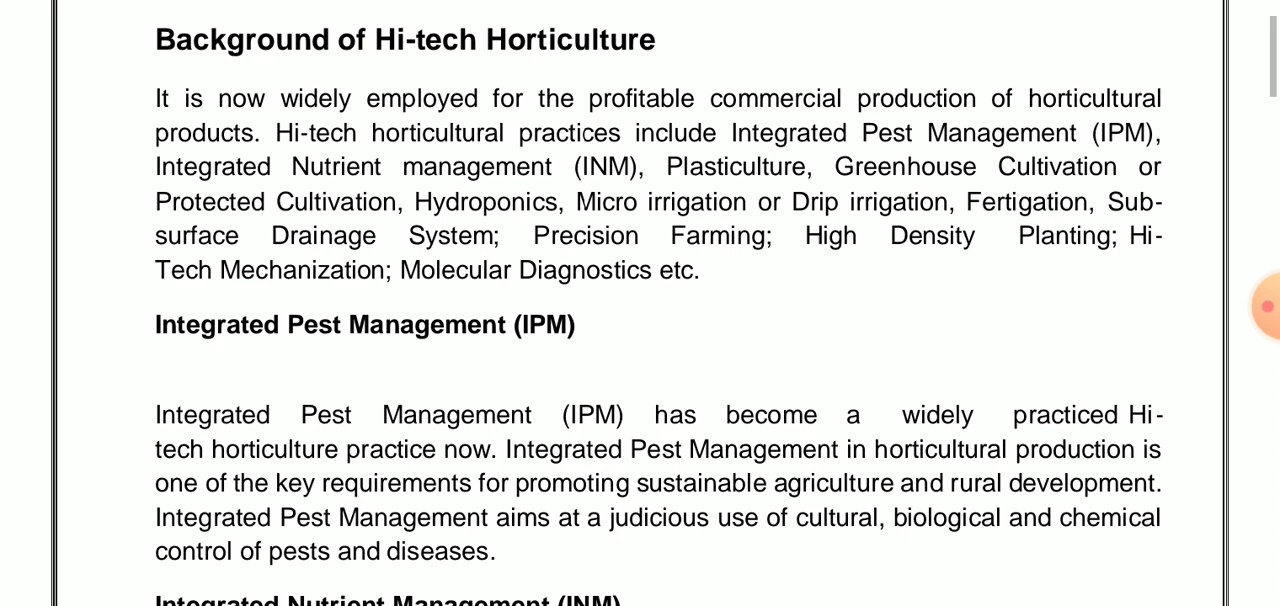 Background of Hi-tech Horticulture
It is now widely employed for the profitable commercial production of horticultural
products. Hi-tech horticultural practices include Integrated Pest Management (IPM),
Integrated Nutrient management (INM), Plasticulture, Greenhouse Cultivation or
Protected Cultivation, Hydroponics, Micro irrigation or Drip irrigation, Fertigation, Sub-
surface Drainage System; Precision Farming; High Density Planting; Hi-
Tech Mechanization; Molecular Diagnostics etc.
Integrated Pest Management (IPM)
Integrated Pest Management (IPM) has become a widely practiced Hi-
tech horticulture practice now. Integrated Pest Management in horticultural production is
one of the key requirements for promoting sustainable agriculture and rural development.
Integrated Pest Management aims at a judicious use of cultural, biological and chemical
control of pests and diseases.
Integrated Nutrient Management (INM)